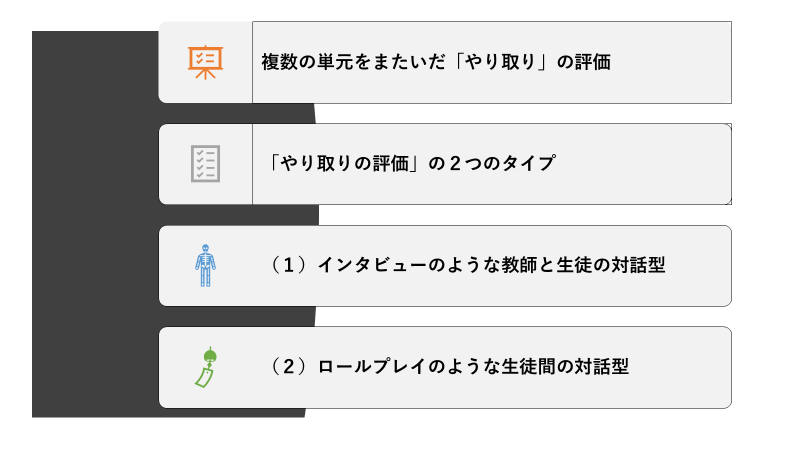 複数の単元をまたいだ「やり取り」の評価
「やり取りの評価」の２つのタイプ
（１）インタビューのような教師と生徒の対話型
（２）ロールプレイのような生徒間の対話型